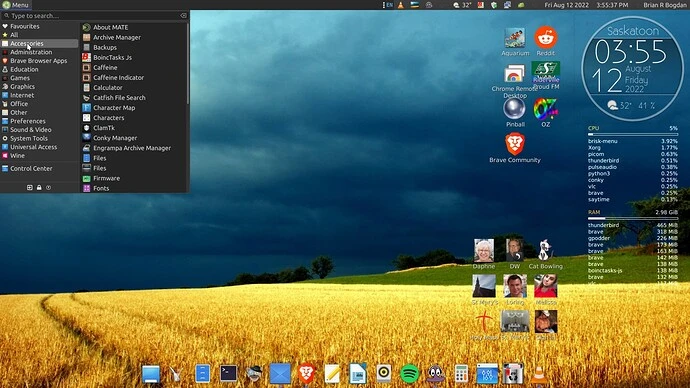 Menu
EN
32°
Fri Aug 12 2022
3:55:37 PM
Brian R Bogdan
Type to search...
Favourites
All
Accessories
Administration
Brave Browser Apps
Education
Games
Graphics
Internet
Office
Other
Preferences
Sound & Video
System Tools
Universal Access
Wine
Control Center
About MATE
Archive Manager
Backups
BoincTasks Js
Caffeine
Caffeine Indicator
Calculator
Catfish File Search
Character Map
Characters
ClamTk
Conky Manager
Engrampa Archive Manager
Files
Files
Firmware
Fonts
Aquarium
Reddit
Chrome Remote
Desktop
Riderville
Proud FM
Pinball
OZ
Brave Community
Saskatoon
03:55
12
August
Friday
2022
32°
41 %
CPU 5%
brisk-menu 3.92%
Xorg 1.77%
picom 0.63%
thunderbird 0.51%
pulseaudio 0.38%
python3 0.25%
conky 0.25%
vlc 0.25%
brave 0.25%
saytime 0.13%
RAM 2.98 GiB
thunderbird 465 MiB
brave 318 MiB
gpodder 226 MiB
brave 173 MiB
brave 163 MiB
brave 142 MiB
brave 138 MiB
boinctasks-js 138 MiB
brave 132 MiB
Daphne
DW
Cat Bowling
St Mary's
Loring
Melissa